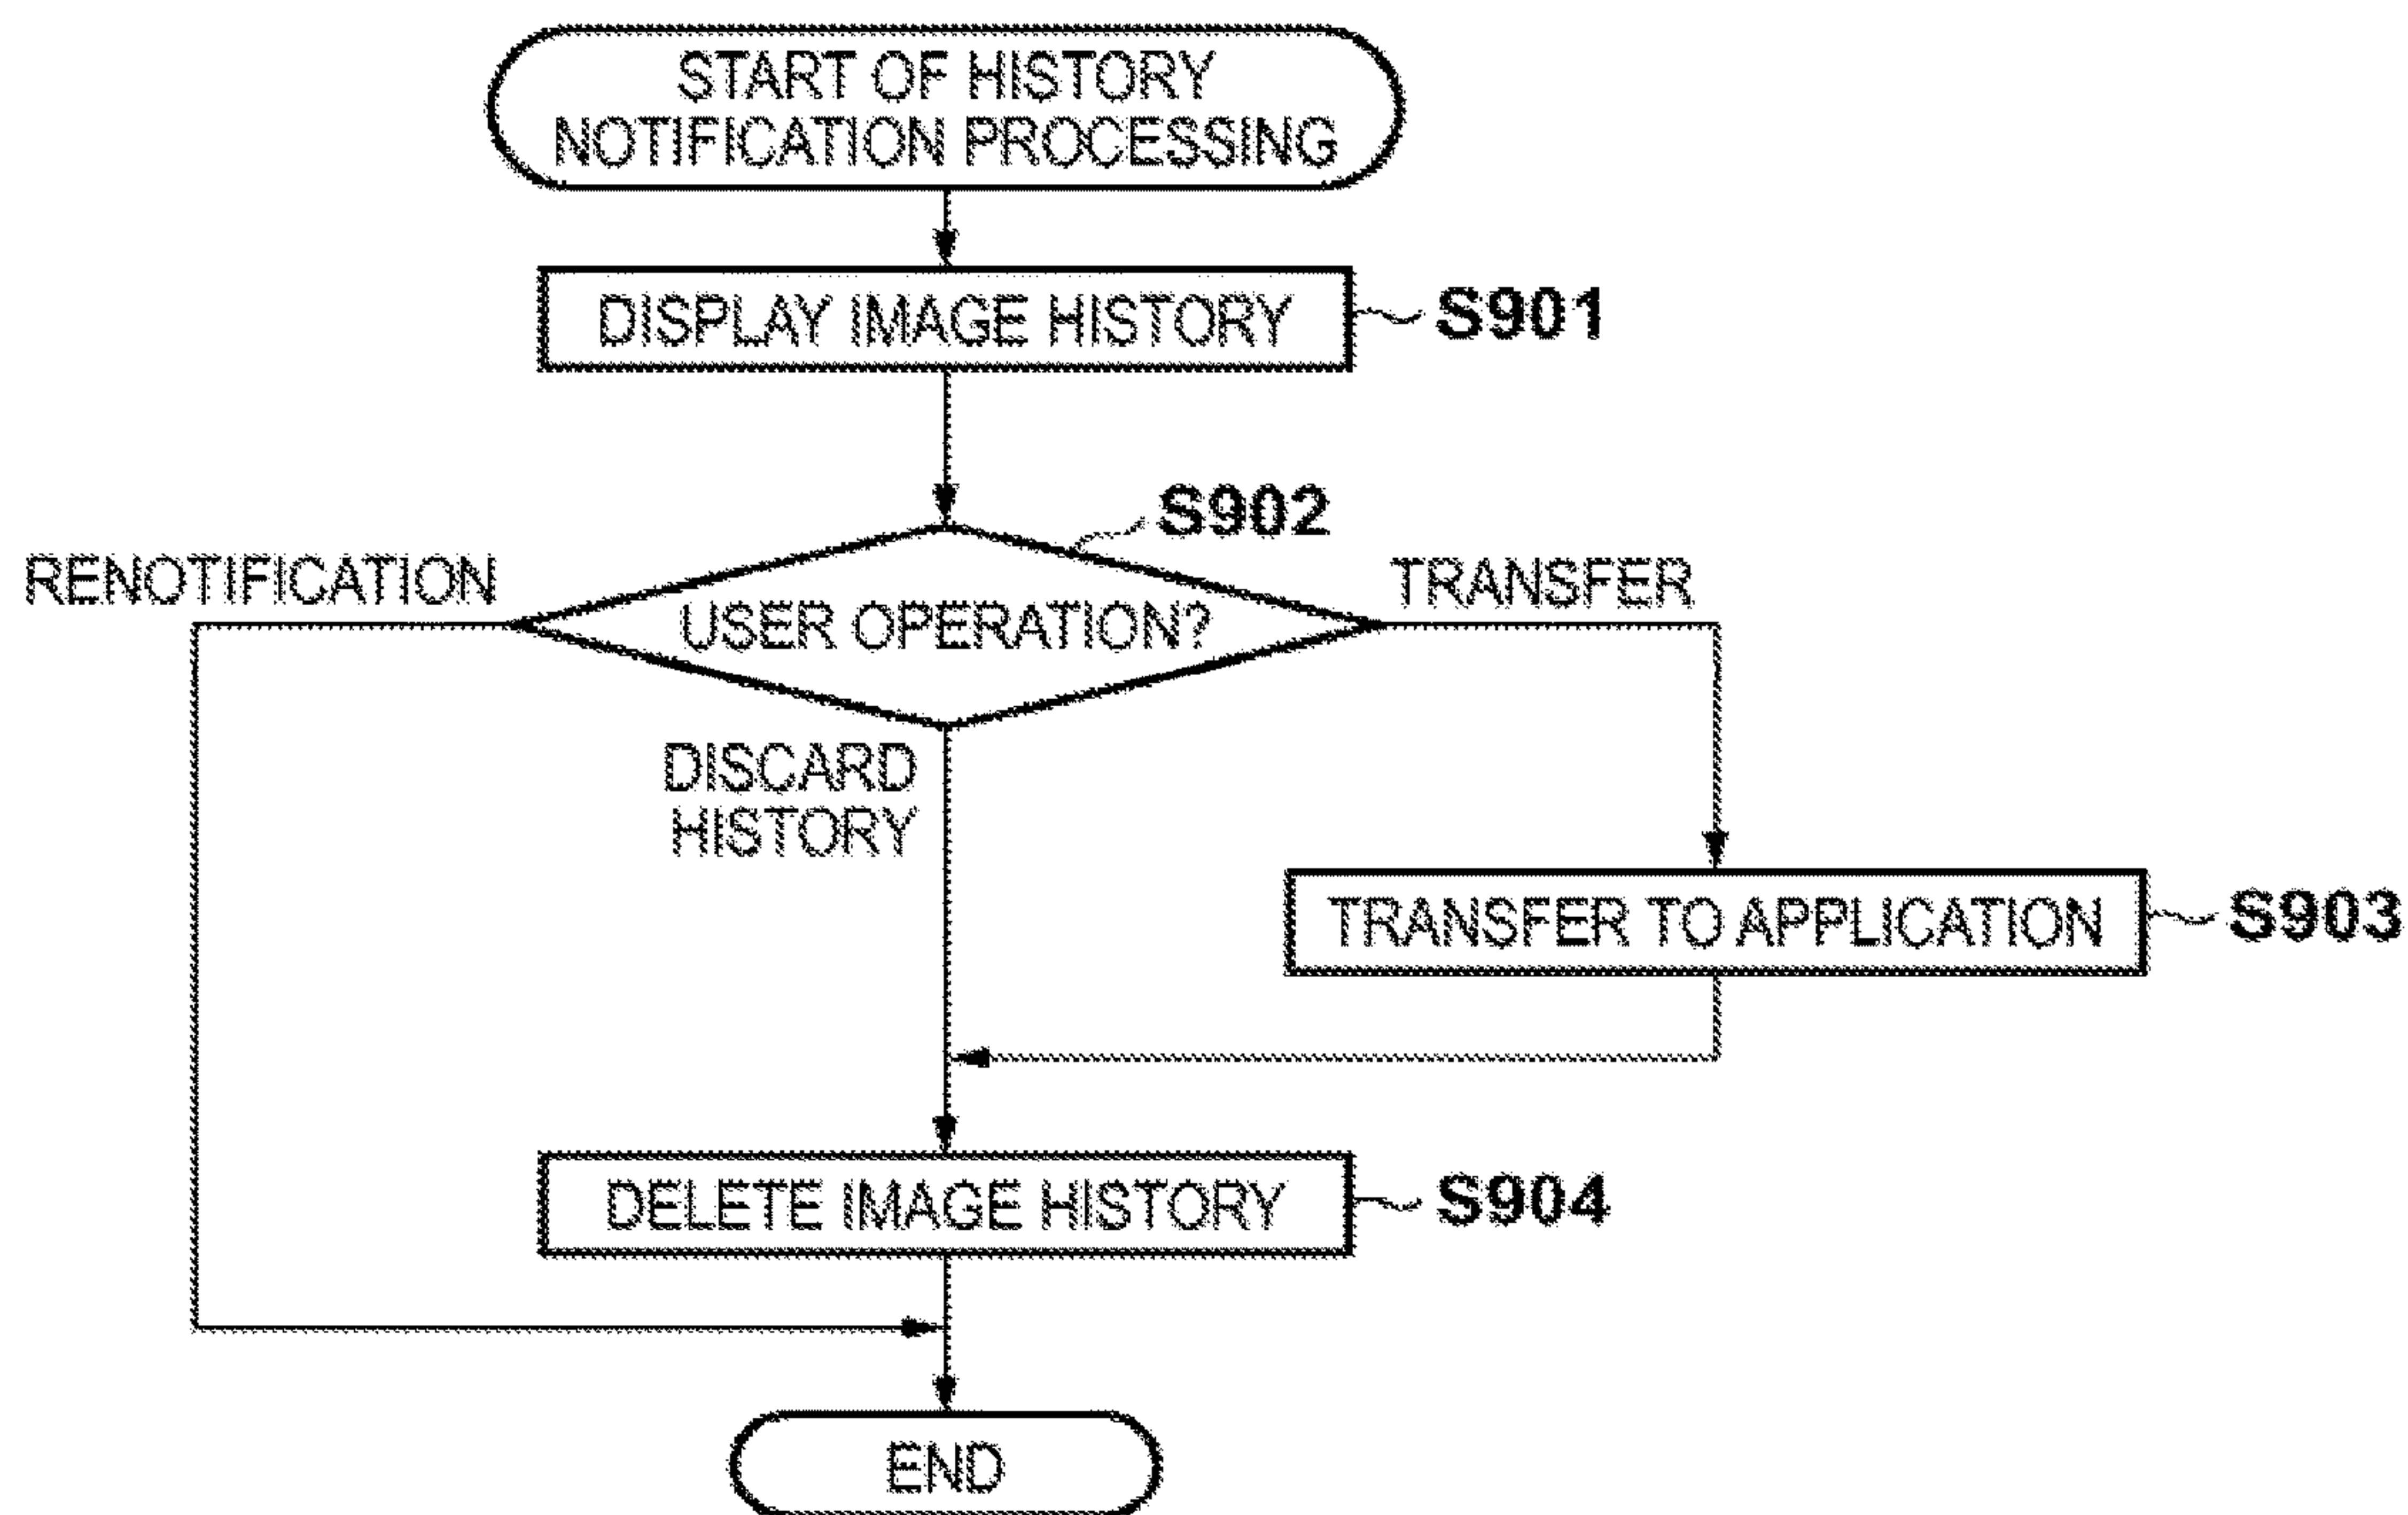 START OF HISTORY
NOTIFICATION PROCESSING
DISPLAY IMAGE HISTORY
S901
S902
RENOTIFICATION
USER OPERATION?
TRANSFER
DISCARD
HISTORY
TRANSFER TO APPLICATION
S903
DELETE IMAGE HISTORY
S904
END